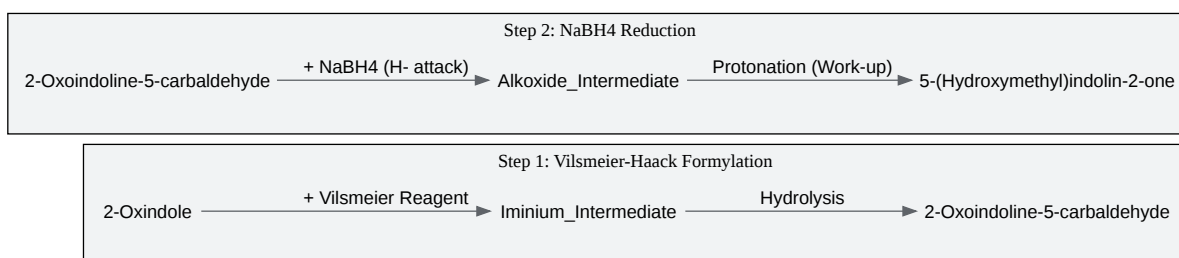 Step 2: NaBH4 Reduction
2-Oxoindoline-5-carbaldehyde + NaBH4 (H- attack) Alkoxide_Intermediate Protonation (Work-up) 5-(Hydroxymethyl)indolin-2-one
Step 1: Vilsmeier-Haack Formylation
2-Oxindole + Vilsmeier Reagent Iminium_Intermediate Hydrolysis 2-Oxoindoline-5-carbaldehyde